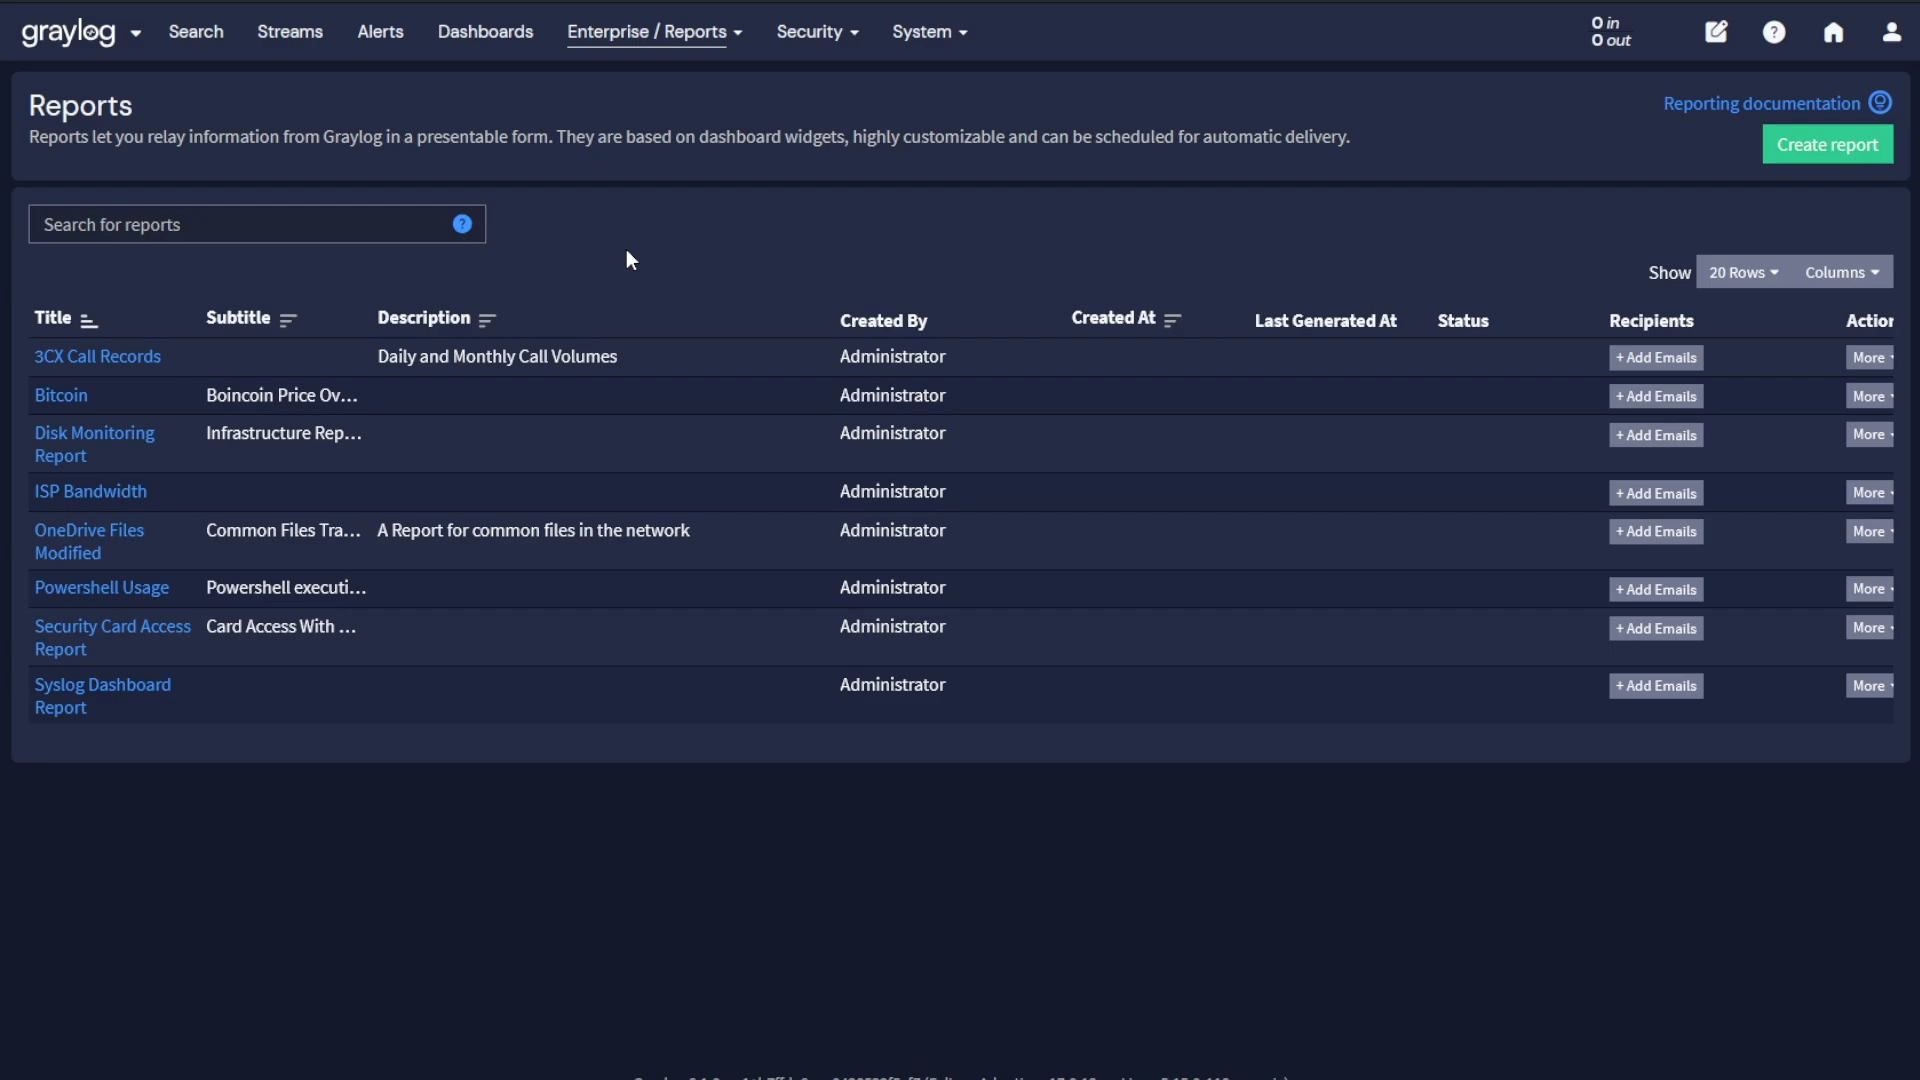 graylog Search Streams Alerts Dashboards Enterprise / Reports Security System 0 in
0 out
Reports
Reporting documentation
Reports let you relay information from Graylog in a presentable form. They are based on dashboard widgets, highly customizable and can be scheduled for automatic delivery.
Create report
Search for reports ?
Show 20 Rows Columns
Title Subtitle Description Created By Created At Last Generated At Status Recipients Action
3CX Call Records Daily and Monthly Call Volumes Administrator + Add Emails More
Bitcoin Boincoin Price Ov... Administrator + Add Emails More
Disk Monitoring Infrastructure Rep... Administrator + Add Emails More
Report
ISP Bandwidth Administrator + Add Emails More
OneDrive Files Common Files Tra... A Report for common files in the network Administrator + Add Emails More
Modified
Powershell Usage Powershell executi... Administrator + Add Emails More
Security Card Access Card Access With ... Administrator + Add Emails More
Report
Syslog Dashboard Administrator + Add Emails More
Report